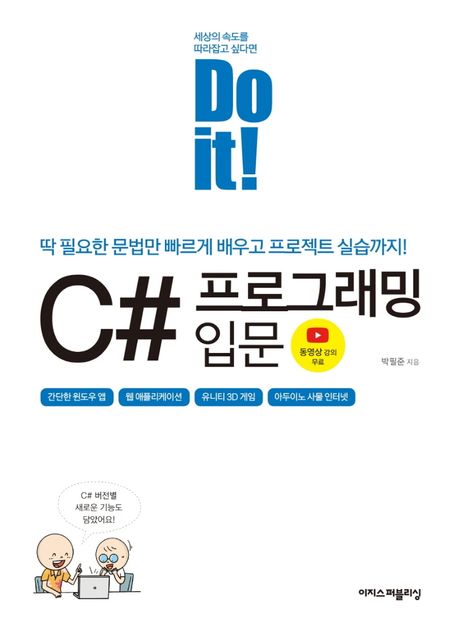 세상의 속도를
따라잡고 싶다면
Do
it!
딱 필요한 문법만 빠르게 배우고 프로젝트 실습까지!
C# 프로그래밍
입문
동영상 강의
무료
박필준 지음
간단한 윈도우 앱
웹 애플리케이션
유니티 3D 게임
아두이노 사물 인터넷
C# 버전별
새로운 기능도
담았어요!
이지스 퍼블리싱